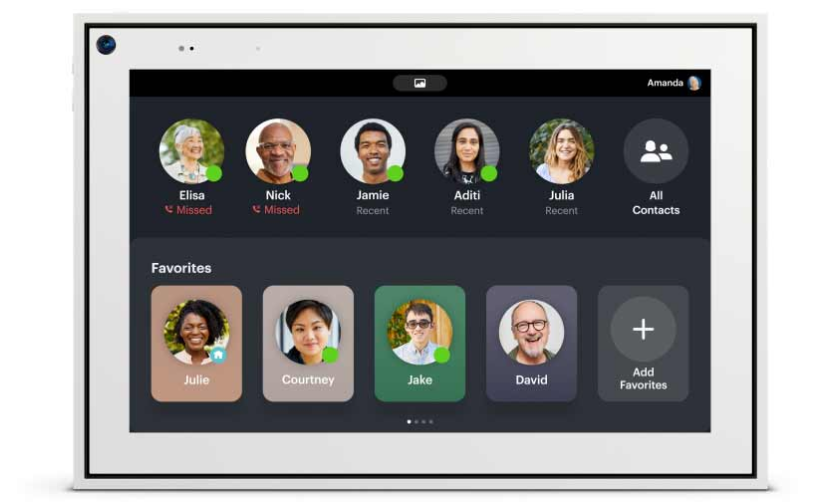 Amanda
Elisa
Missed
Nick
Missed
Jamie
Recent
Aditi
Recent
Julia
Recent
All
Contacts
Favorites
Julie
Courtney
Jake
David
Add
Favorites